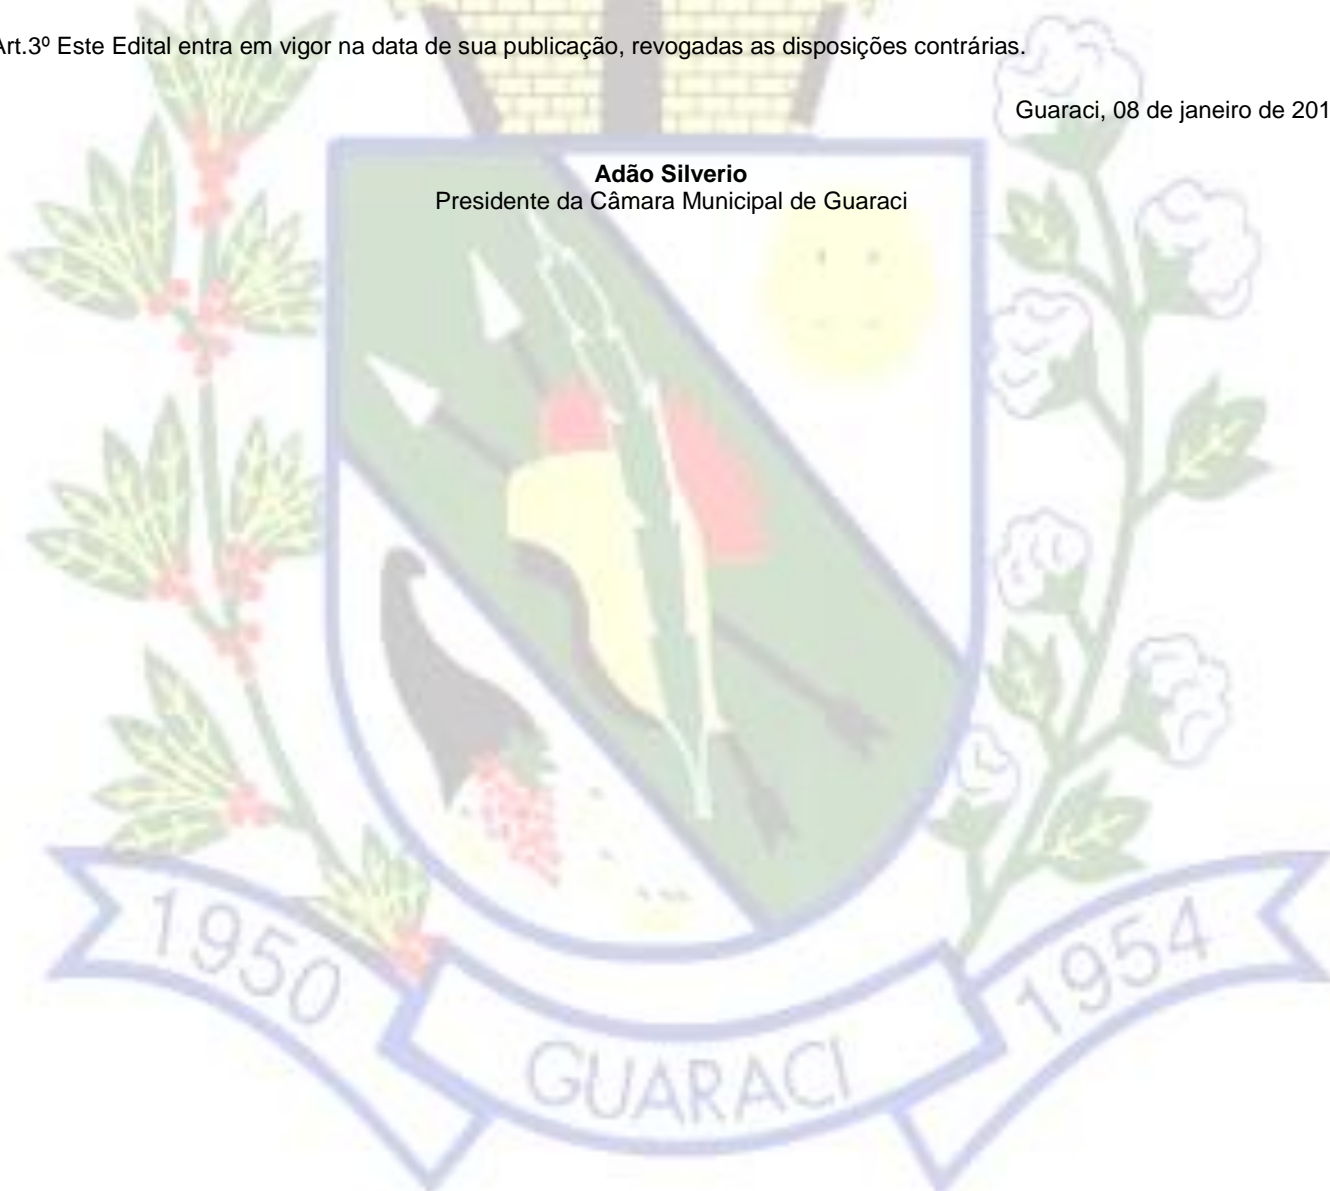 Art.3º Este Edital entra em vigor na data de sua publicação, revogadas as disposições contrárias.
Guaraci, 08 de janeiro de 201
Adão Silverio
Presidente da Câmara Municipal de Guaraci
1950
GUARACI
1954